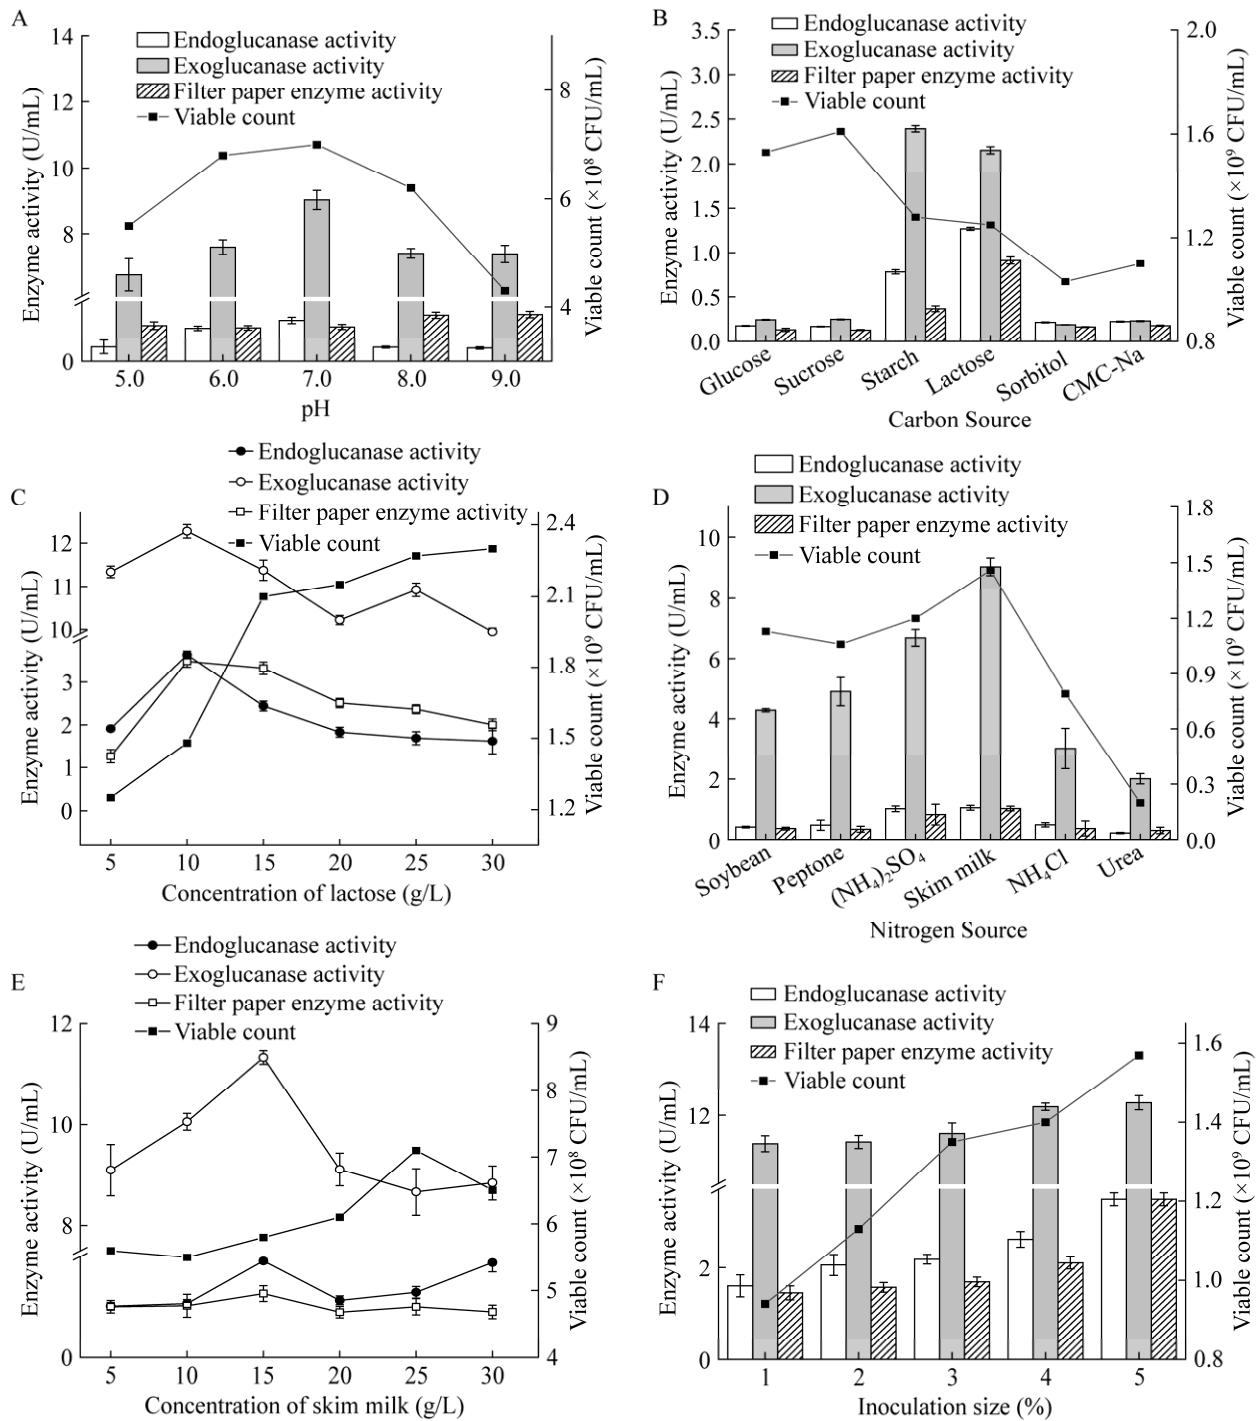 A
Endoglucanase activity
Exoglucanase activity
Filter paper enzyme activity
Viable count
Enzyme activity (U/mL)
14
12
10
8
0
8
6
4
Viable count (×10⁸ CFU/mL)
5.0 6.0 7.0 8.0 9.0
pH
B
Endoglucanase activity
Exoglucanase activity
Filter paper enzyme activity
Viable count
Enzyme activity (U/mL)
3.5
3.0
2.5
2.0
1.5
1.0
0.5
0.0
2.0
1.6
1.2
0.8
Viable count (×10⁹ CFU/mL)
Glucose Sucrose Starch Lactose Sorbitol CMC-Na
Carbon Source
C
Endoglucanase activity
Exoglucanase activity
Filter paper enzyme activity
Viable count
Enzyme activity (U/mL)
12
11
10
3
2
1
0
2.4
2.1
1.8
1.5
1.2
Viable count (×10⁹ CFU/mL)
5 10 15 20 25 30
Concentration of lactose (g/L)
D
Endoglucanase activity
Exoglucanase activity
Filter paper enzyme activity
Viable count
Enzyme activity (U/mL)
10
8
6
4
2
0
1.8
1.5
1.2
0.9
0.6
0.3
0.0
Viable count (×10⁹ CFU/mL)
Soybean Peptone (NH₄)₂SO₄ Skim milk NH₄Cl Urea
Nitrogen Source
E
Endoglucanase activity
Exoglucanase activity
Filter paper enzyme activity
Viable count
Enzyme activity (U/mL)
12
10
8
0
9
8
7
6
5
4
Viable count (×10⁸ CFU/mL)
5 10 15 20 25 30
Concentration of skim milk (g/L)
F
Endoglucanase activity
Exoglucanase activity
Filter paper enzyme activity
Viable count
Enzyme activity (U/mL)
14
12
2
0
1.6
1.4
1.2
1.0
0.8
Viable count (×10⁹ CFU/mL)
1 2 3 4 5
Inoculation size (%)